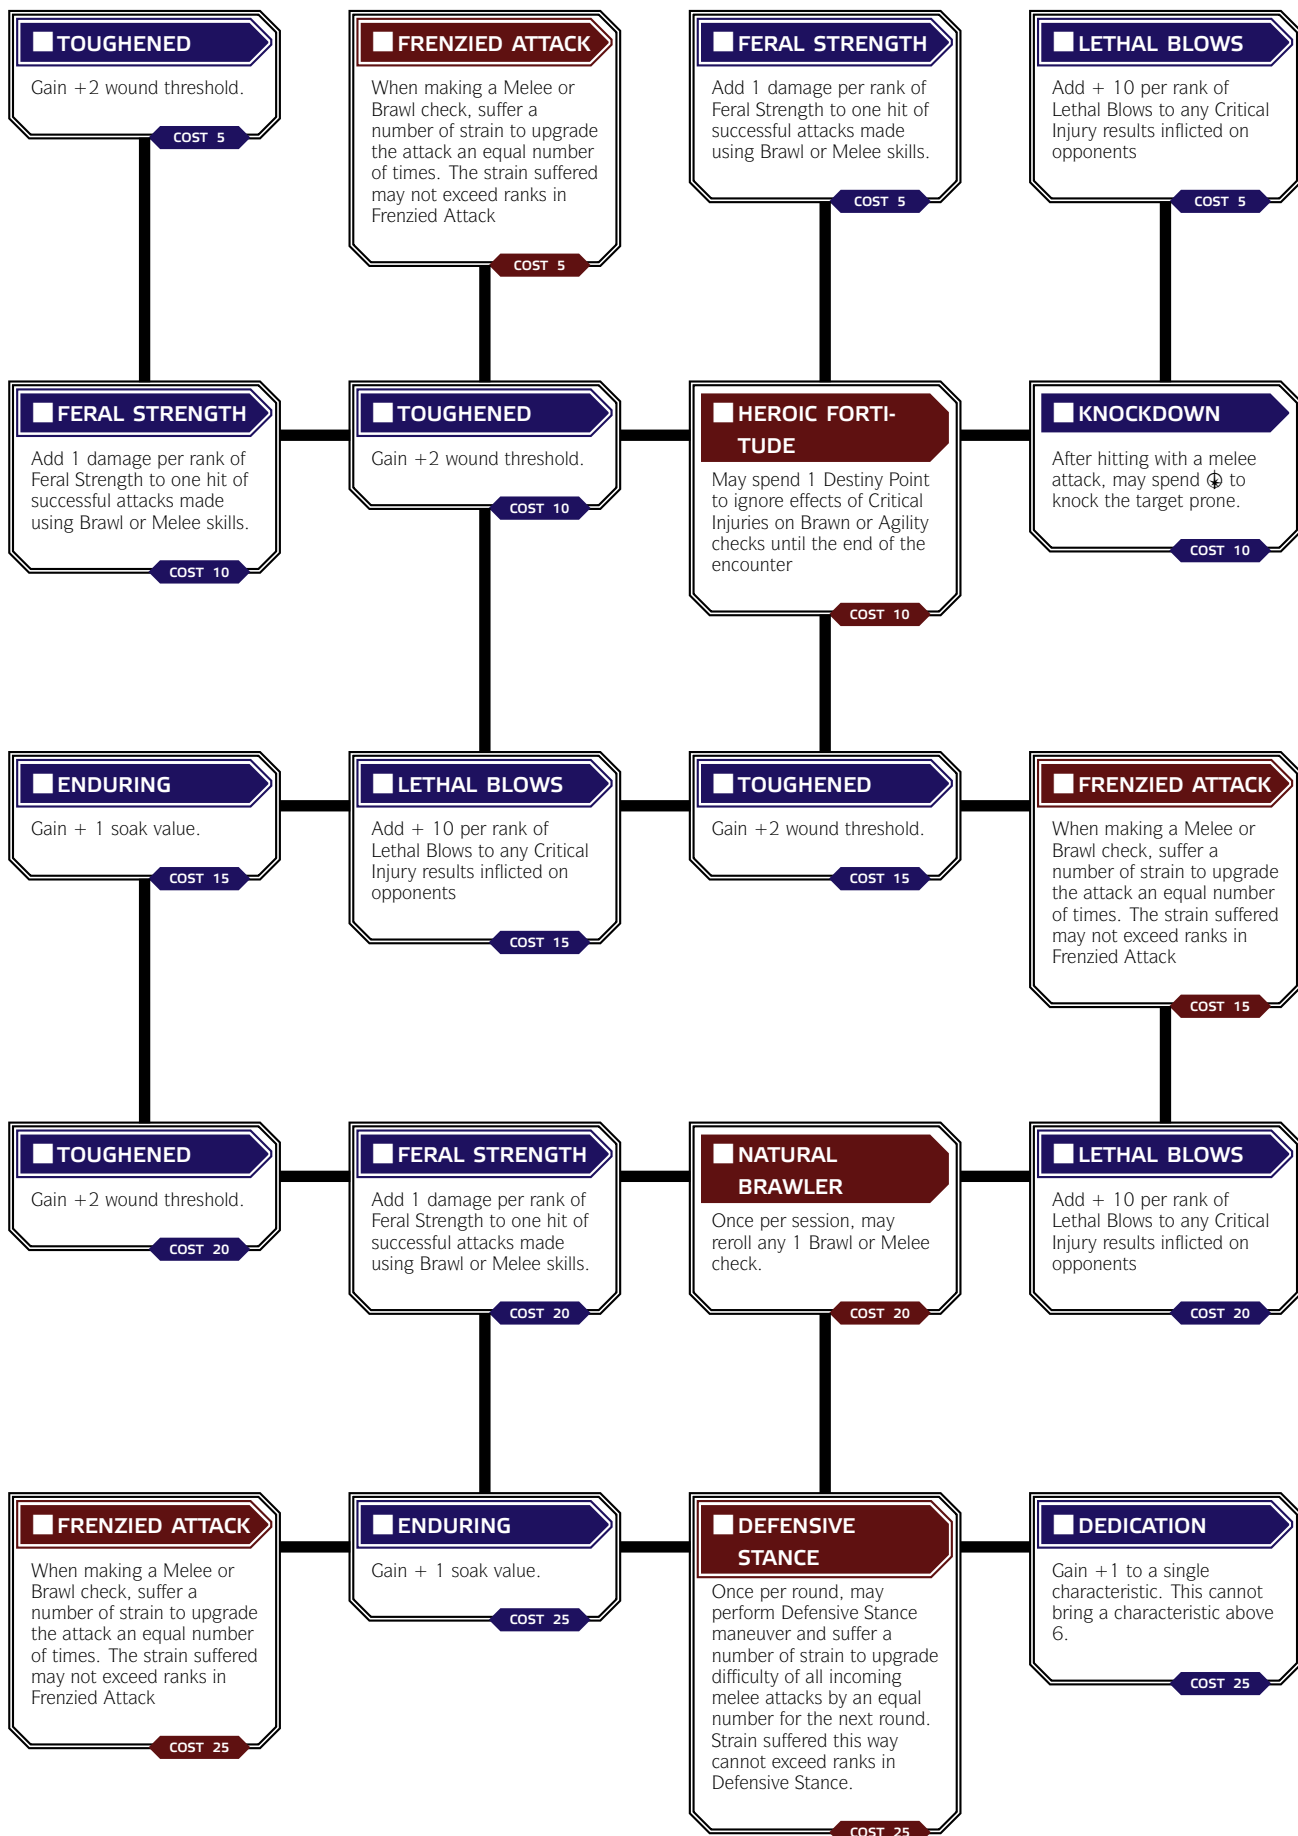 TOUGHENED
Gain +2 wound threshold.
COST 5
FRENZIED ATTACK
When making a Melee or
Brawl check, suffer a
number of strain to upgrade
the attack an equal number
of times. The strain suffered
may not exceed ranks in
Frenzied Attack
COST 5
FERAL STRENGTH
Add 1 damage per rank of
Feral Strength to one hit of
successful attacks made
using Brawl or Melee skills.
COST 5
LETHAL BLOWS
Add + 10 per rank of
Lethal Blows to any Critical
Injury results inflicted on
opponents
COST 5
FERAL STRENGTH
Add 1 damage per rank of
Feral Strength to one hit of
successful attacks made
using Brawl or Melee skills.
COST 10
TOUGHENED
Gain +2 wound threshold.
COST 10
HEROIC FORTI-
TUDE
May spend 1 Destiny Point
to ignore effects of Critical
Injuries on Brawn or Agility
checks until the end of the
encounter
COST 10
KNOCKDOWN
After hitting with a melee
attack, may spend to
knock the target prone.
COST 10
ENDURING
Gain + 1 soak value.
COST 15
LETHAL BLOWS
Add + 10 per rank of
Lethal Blows to any Critical
Injury results inflicted on
opponents
COST 15
TOUGHENED
Gain +2 wound threshold.
COST 15
FRENZIED ATTACK
When making a Melee or
Brawl check, suffer a
number of strain to upgrade
the attack an equal number
of times. The strain suffered
may not exceed ranks in
Frenzied Attack
COST 15
TOUGHENED
Gain +2 wound threshold.
COST 20
FERAL STRENGTH
Add 1 damage per rank of
Feral Strength to one hit of
successful attacks made
using Brawl or Melee skills.
COST 20
NATURAL
BRAWLER
Once per session, may
reroll any 1 Brawl or Melee
check.
COST 20
LETHAL BLOWS
Add + 10 per rank of
Lethal Blows to any Critical
Injury results inflicted on
opponents
COST 20
FRENZIED ATTACK
When making a Melee or
Brawl check, suffer a
number of strain to upgrade
the attack an equal number
of times. The strain suffered
may not exceed ranks in
Frenzied Attack
COST 25
ENDURING
Gain + 1 soak value.
COST 25
DEFENSIVE
STANCE
Once per round, may
perform Defensive Stance
maneuver and suffer a
number of strain to upgrade
difficulty of all incoming
melee attacks by an equal
number for the next round.
Strain suffered this way
cannot exceed ranks in
Defensive Stance.
COST 25
DEDICATION
Gain +1 to a single
characteristic. This cannot
bring a characteristic above
6.
COST 25